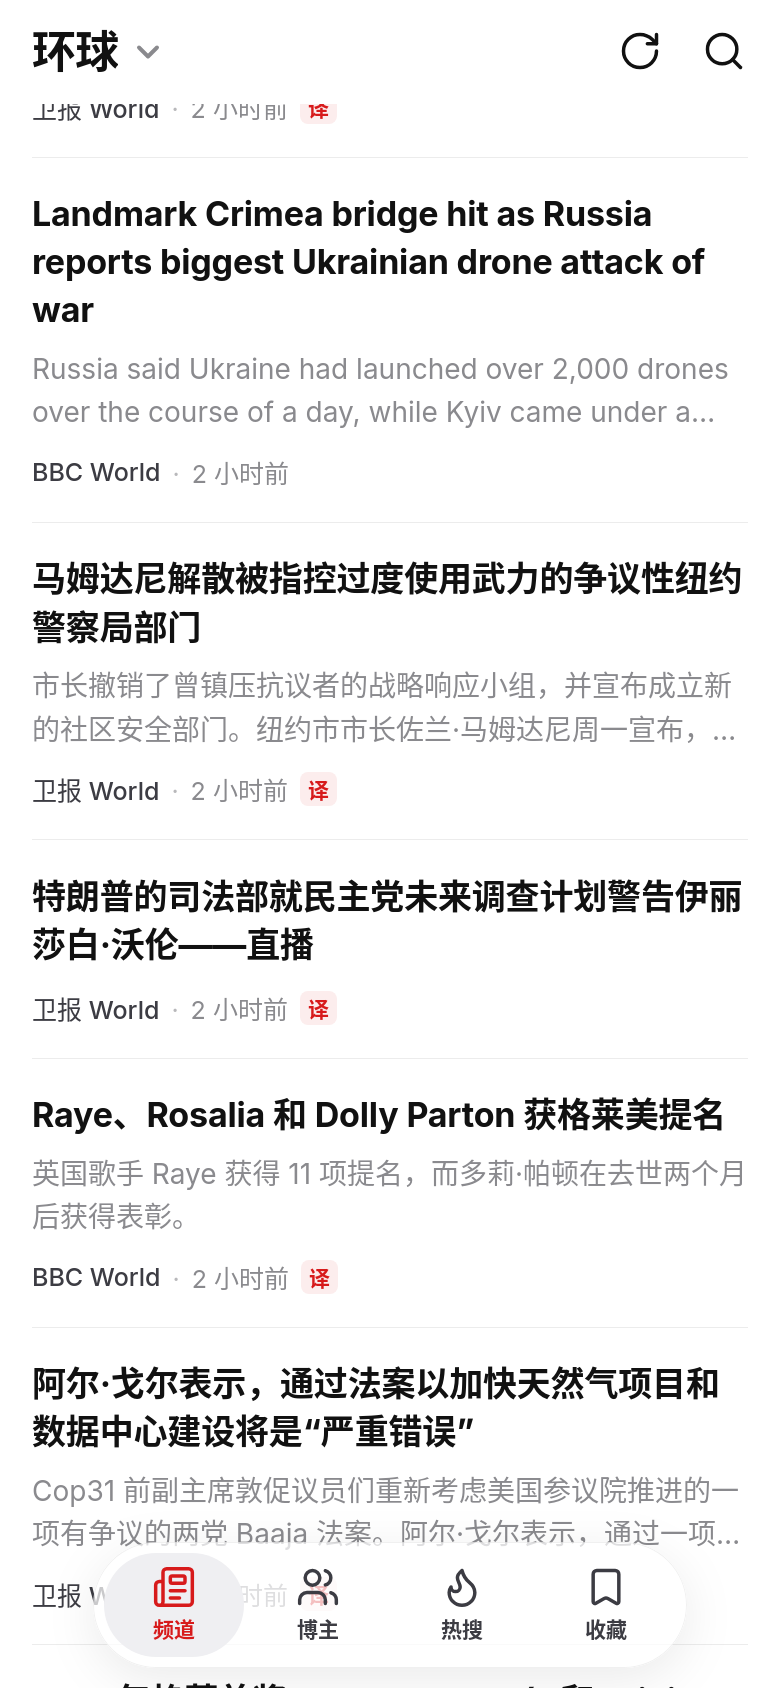 环球
卫报 World · 2 小时前 译
Landmark Crimea bridge hit as Russia
reports biggest Ukrainian drone attack of
war
Russia said Ukraine had launched over 2,000 drones
over the course of a day, while Kyiv came under a...
BBC World · 2 小时前
马姆达尼解散被指控过度使用武力的争议性纽约
警察局部门
市长撤销了曾镇压抗议者的战略响应小组，并宣布成立新
的社区安全部门。纽约市市长佐兰·马姆达尼周一宣布，...
卫报 World · 2 小时前 译
特朗普的司法部就民主党未来调查计划警告伊丽
莎白·沃伦——直播
卫报 World · 2 小时前 译
Raye、Rosalia 和 Dolly Parton 获格莱美提名
英国歌手 Raye 获得 11 项提名，而多莉·帕顿在去世两个月
后获得表彰。
BBC World · 2 小时前 译
阿尔·戈尔表示，通过法案以加快天然气项目和
数据中心建设将是“严重错误”
Cop31 前副主席敦促议员们重新考虑美国参议院推进的一
项有争议的两党 Baaja 法案。阿尔·戈尔表示，通过一项...
卫报 W 时前 译
频道 博主 热搜 收藏